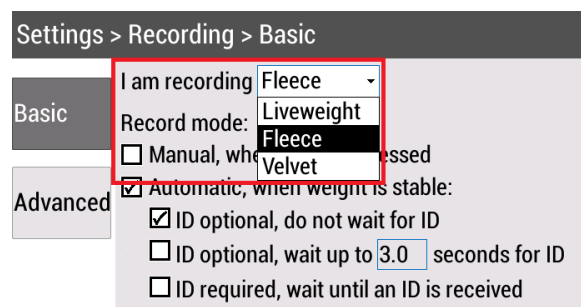 Settings > Recording > Basic
I am recording Fleece
Liveweight
Fleece
Velvet
Basic
Record mode:
Manual, whe essed
Advanced
Automatic, when weight is stable:
ID optional, do not wait for ID
ID optional, wait up to 3.0 seconds for ID
ID required, wait until an ID is received